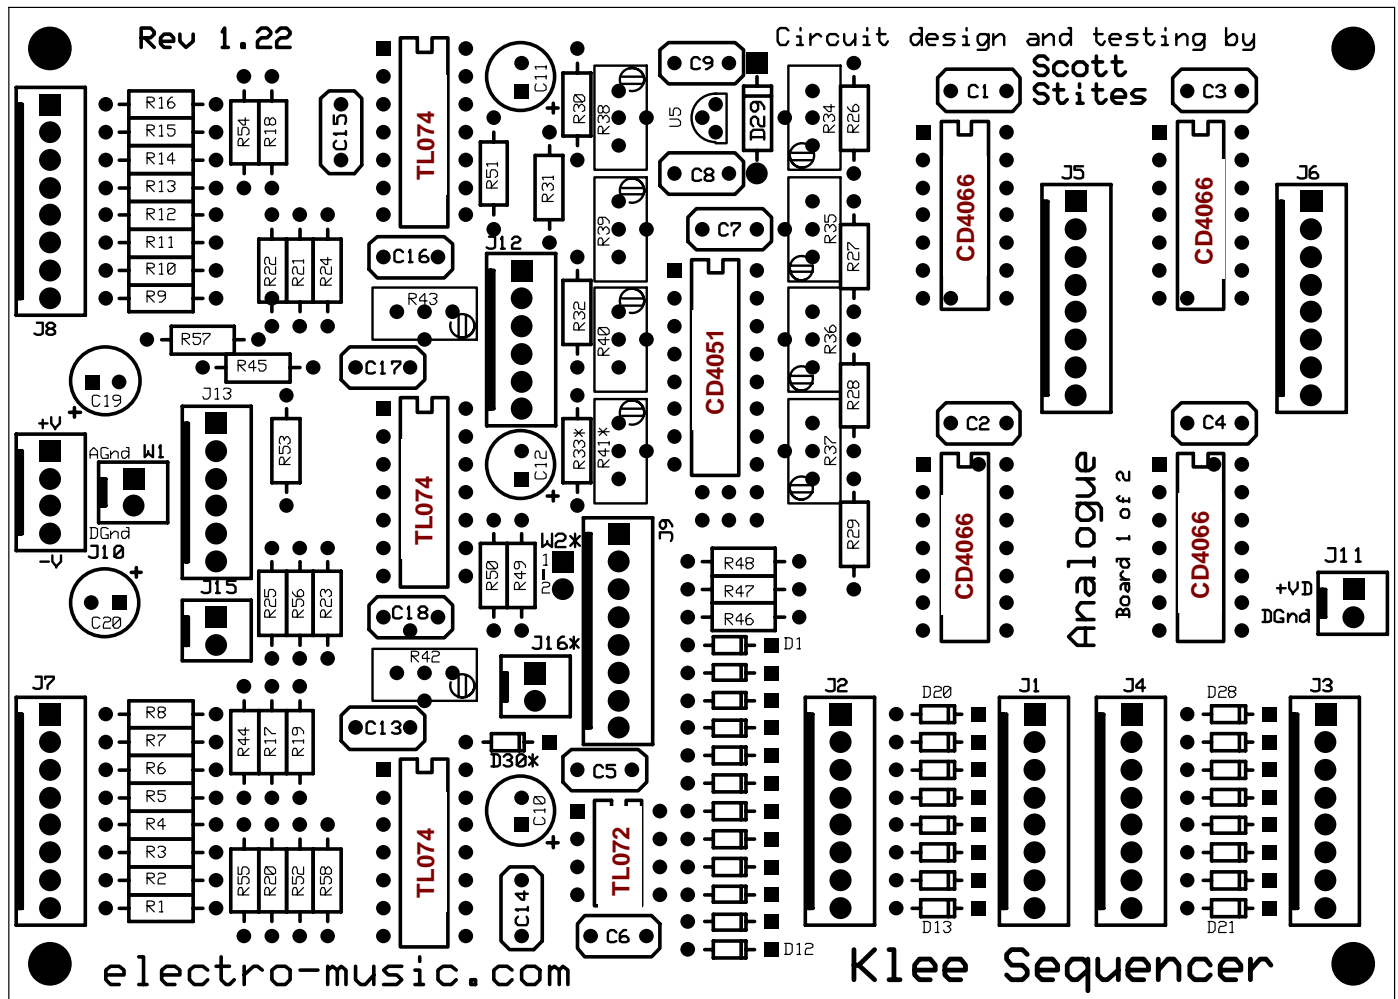 Rev 1.22
Circuit design and testing by
Scott
Stites
C11
C9
D29
U5
C8
C7
C1
C3
R16
R15
R14
R13
R12
R11
R10
R9
J8
R54
R18
C15
TL074
R51
R31
R30
R38
R34
R26
CD4066
CD4066
J5
J6
R22
R21
R24
C16
J12
R39
R35
R27
R43
R32
R40
R36
R57
R45
C17
CD4051
R28
C19
+
J13
+V
AGnd
W1
DGnd
J10
-V
R53
TL074
C12
+
R33*
R41*
R37
R29
C2
C4
CD4066
CD4066
Analogue
Board 1 of 2
J11
+VD
DGnd
C20
+
J15
R25
R56
R23
C18
R50
R49
W2*
1
2
J9
R48
R47
R46
D1
J16*
R42
J7
R8
R7
R6
R5
R4
R3
R2
R1
R44
R17
R19
C13
D30*
C5
J2
D20
J1
J4
D28
J3
R55
R20
R52
R58
TL074
C10
+
TL072
C14
C6
D12
D13
D21
electro-music.com
Klee Sequencer